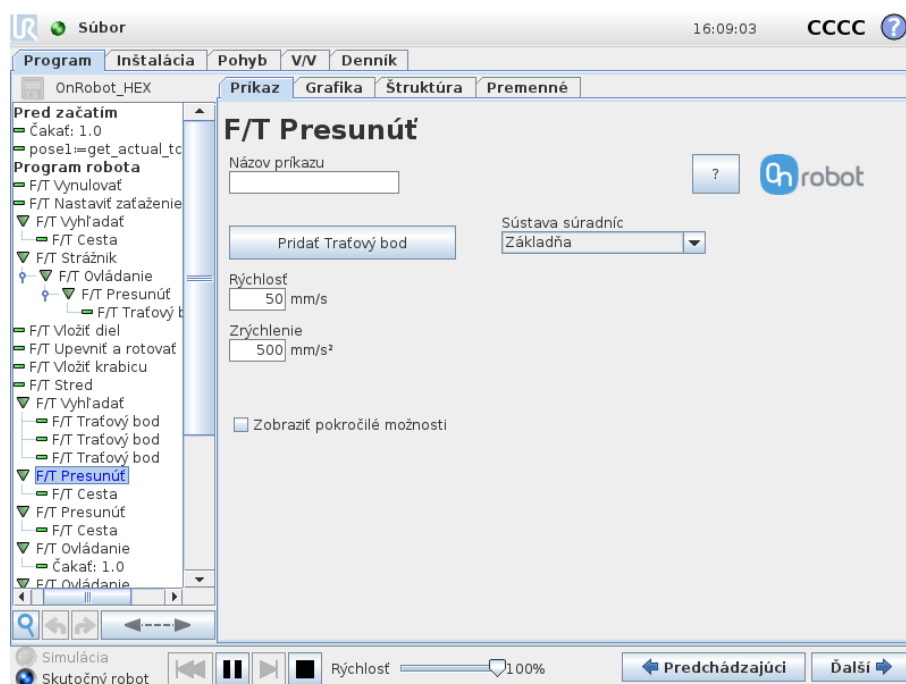 Súbor
16:09:03
CCCC
?
Program
Inštalácia
Pohyb
V/V
Denník
OnRobot_HEX
Príkaz
Grafika
Štruktúra
Premenné
Pred začatím
Čakať: 1.0
pose1≔get_actual_tc
Program robota
F/T Vynulovať
F/T Nastaviť zaťaženie
F/T Vyhľadať
F/T Cesta
F/T Strážnik
F/T Ovládanie
F/T Presunúť
F/T Traťový b
F/T Vložiť diel
F/T Upevniť a rotovať
F/T Vložiť krabicu
F/T Stred
F/T Vyhľadať
F/T Traťový bod
F/T Traťový bod
F/T Traťový bod
F/T Presunúť
F/T Cesta
F/T Presunúť
F/T Cesta
F/T Ovládanie
Čakať: 1.0
F/T Ovládanie
F/T Presunúť
Názov príkazu
?
On robot
Pridať Traťový bod
Sústava súradníc
Základňa
Rýchlosť
50 mm/s
Zrýchlenie
500 mm/s²
Zobraziť pokročilé možnosti
Simulácia
Skutočný robot
Rýchlosť
100%
Predchádzajúci
Ďalší